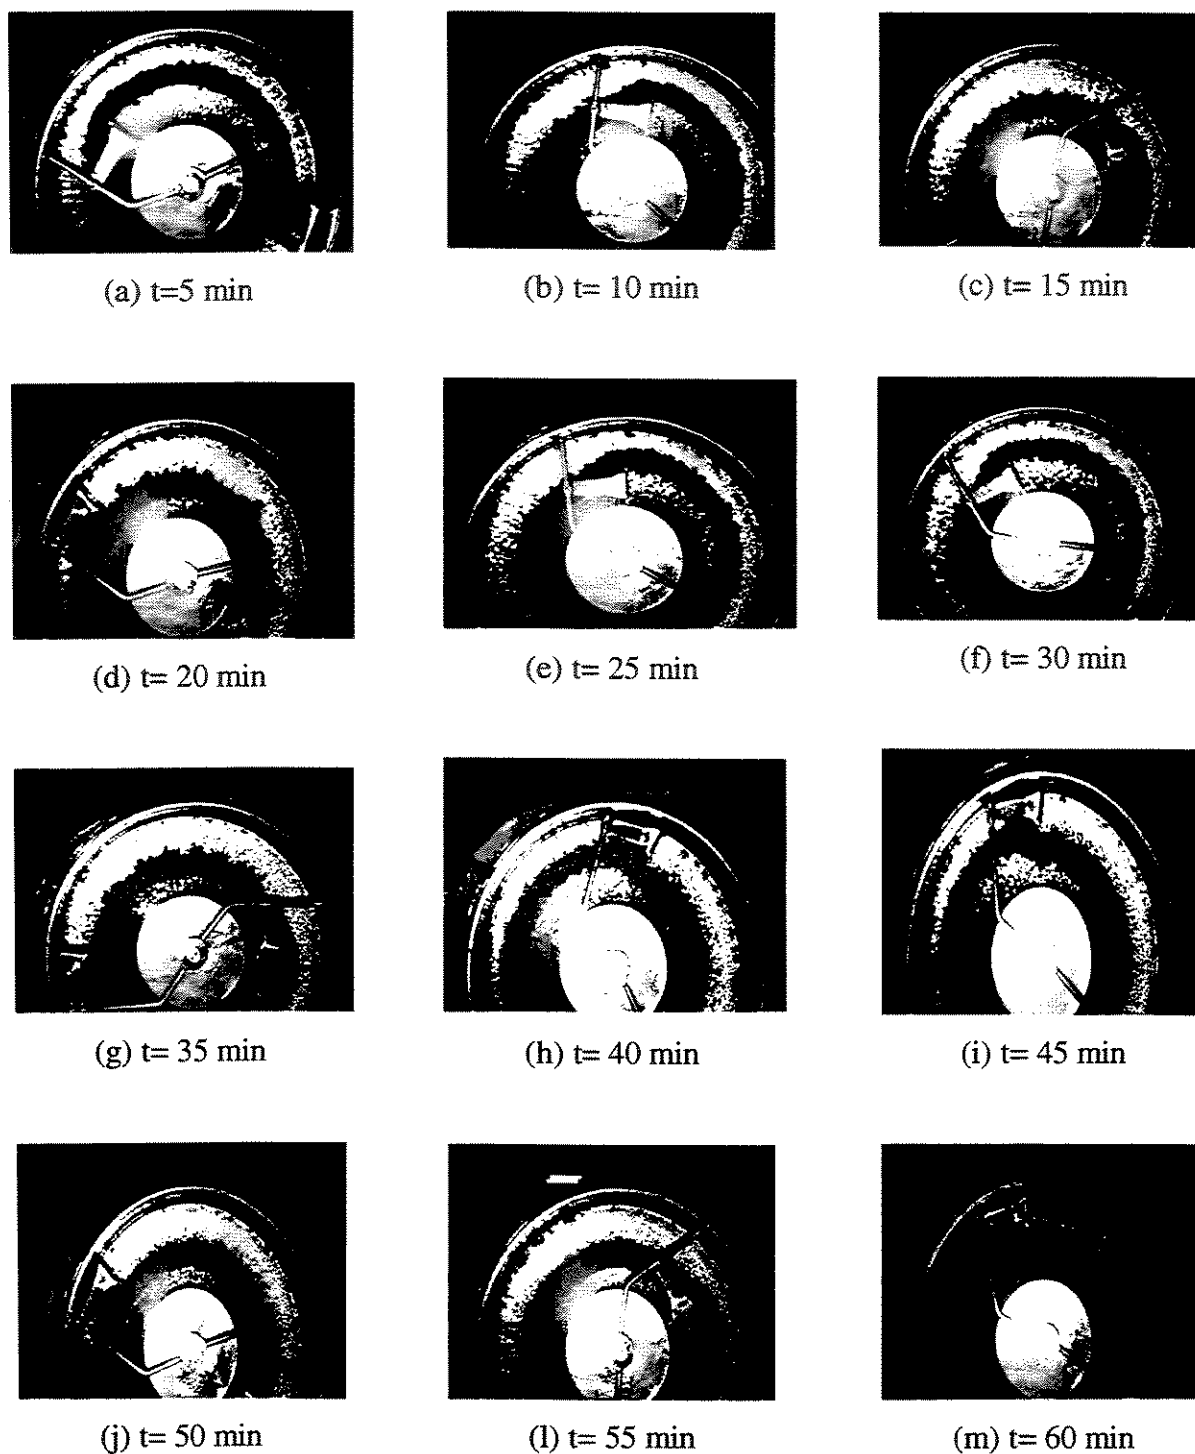 (a) t=5 min
(b) t= 10 min
(c) t= 15 min
(d) t= 20 min
(e) t= 25 min
(f) t= 30 min
(g) t= 35 min
(h) t= 40 min
(i) t= 45 min
(j) t= 50 min
(l) t= 55 min
(m) t= 60 min